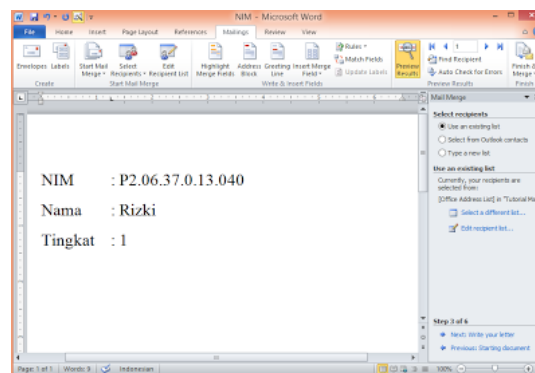 NIM - Microsoft Word
File Home Insert Page Layout References Mailings Review View
Envelopes Labels
Start Mail Merge
Select Recipients
Edit Recipient List
Highlight Merge Fields
Address Block
Greeting Line
Insert Merge Field
Rules
Match Fields
Update Labels
Preview Results
1
Find Recipient
Auto Check for Errors
Finish &
Merge
Create
Start Mail Merge
Write & Insert Fields
Preview Results
Finish
Mail Merge
Select recipients
Use an existing list
Select from Outlook contacts
Type a new list
Use an existing list
Currently, your recipients are
selected from:
[Office Address List] in "Tutorial Ma
Select a different list...
Edit recipient list...
NIM : P2.06.37.0.13.040
Nama : Rizki
Tingkat : 1
Step 3 of 6
Next: Write your letter
Previous: Starting document
Page: 1 of 1 Words: 9 Indonesian 100%